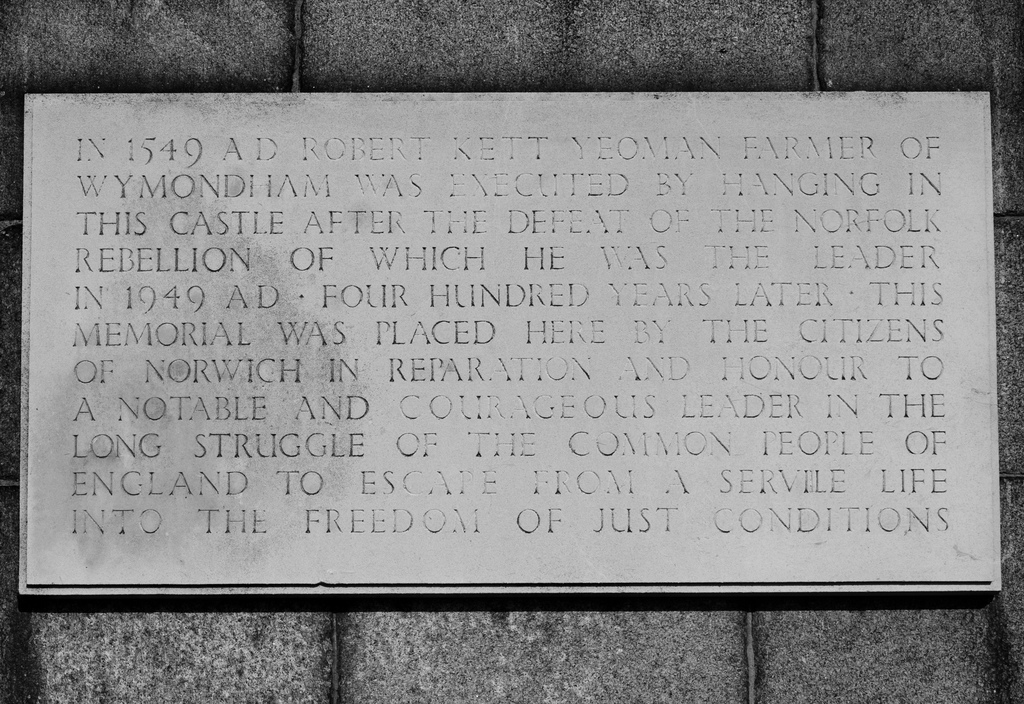 IN 1549 AD ROBERT KETT YEOMAN FARMER OF
WYMONDHAM WAS EXECUTED BY HANGING IN
THIS CASTLE AFTER THE DEFEAT OF THE NORFOLK
REBELLION OF WHICH HE WAS THE LEADER
IN 1949 AD · FOUR HUNDRED YEARS LATER · THIS
MEMORIAL WAS PLACED HERE BY THE CITIZENS
OF NORWICH IN REPARATION AND HONOUR TO
A NOTABLE AND COURAGEOUS LEADER IN THE
LONG STRUGGLE OF THE COMMON PEOPLE OF
ENGLAND TO ESCAPE FROM A SERVILE LIFE
INTO THE FREEDOM OF JUST CONDITIONS